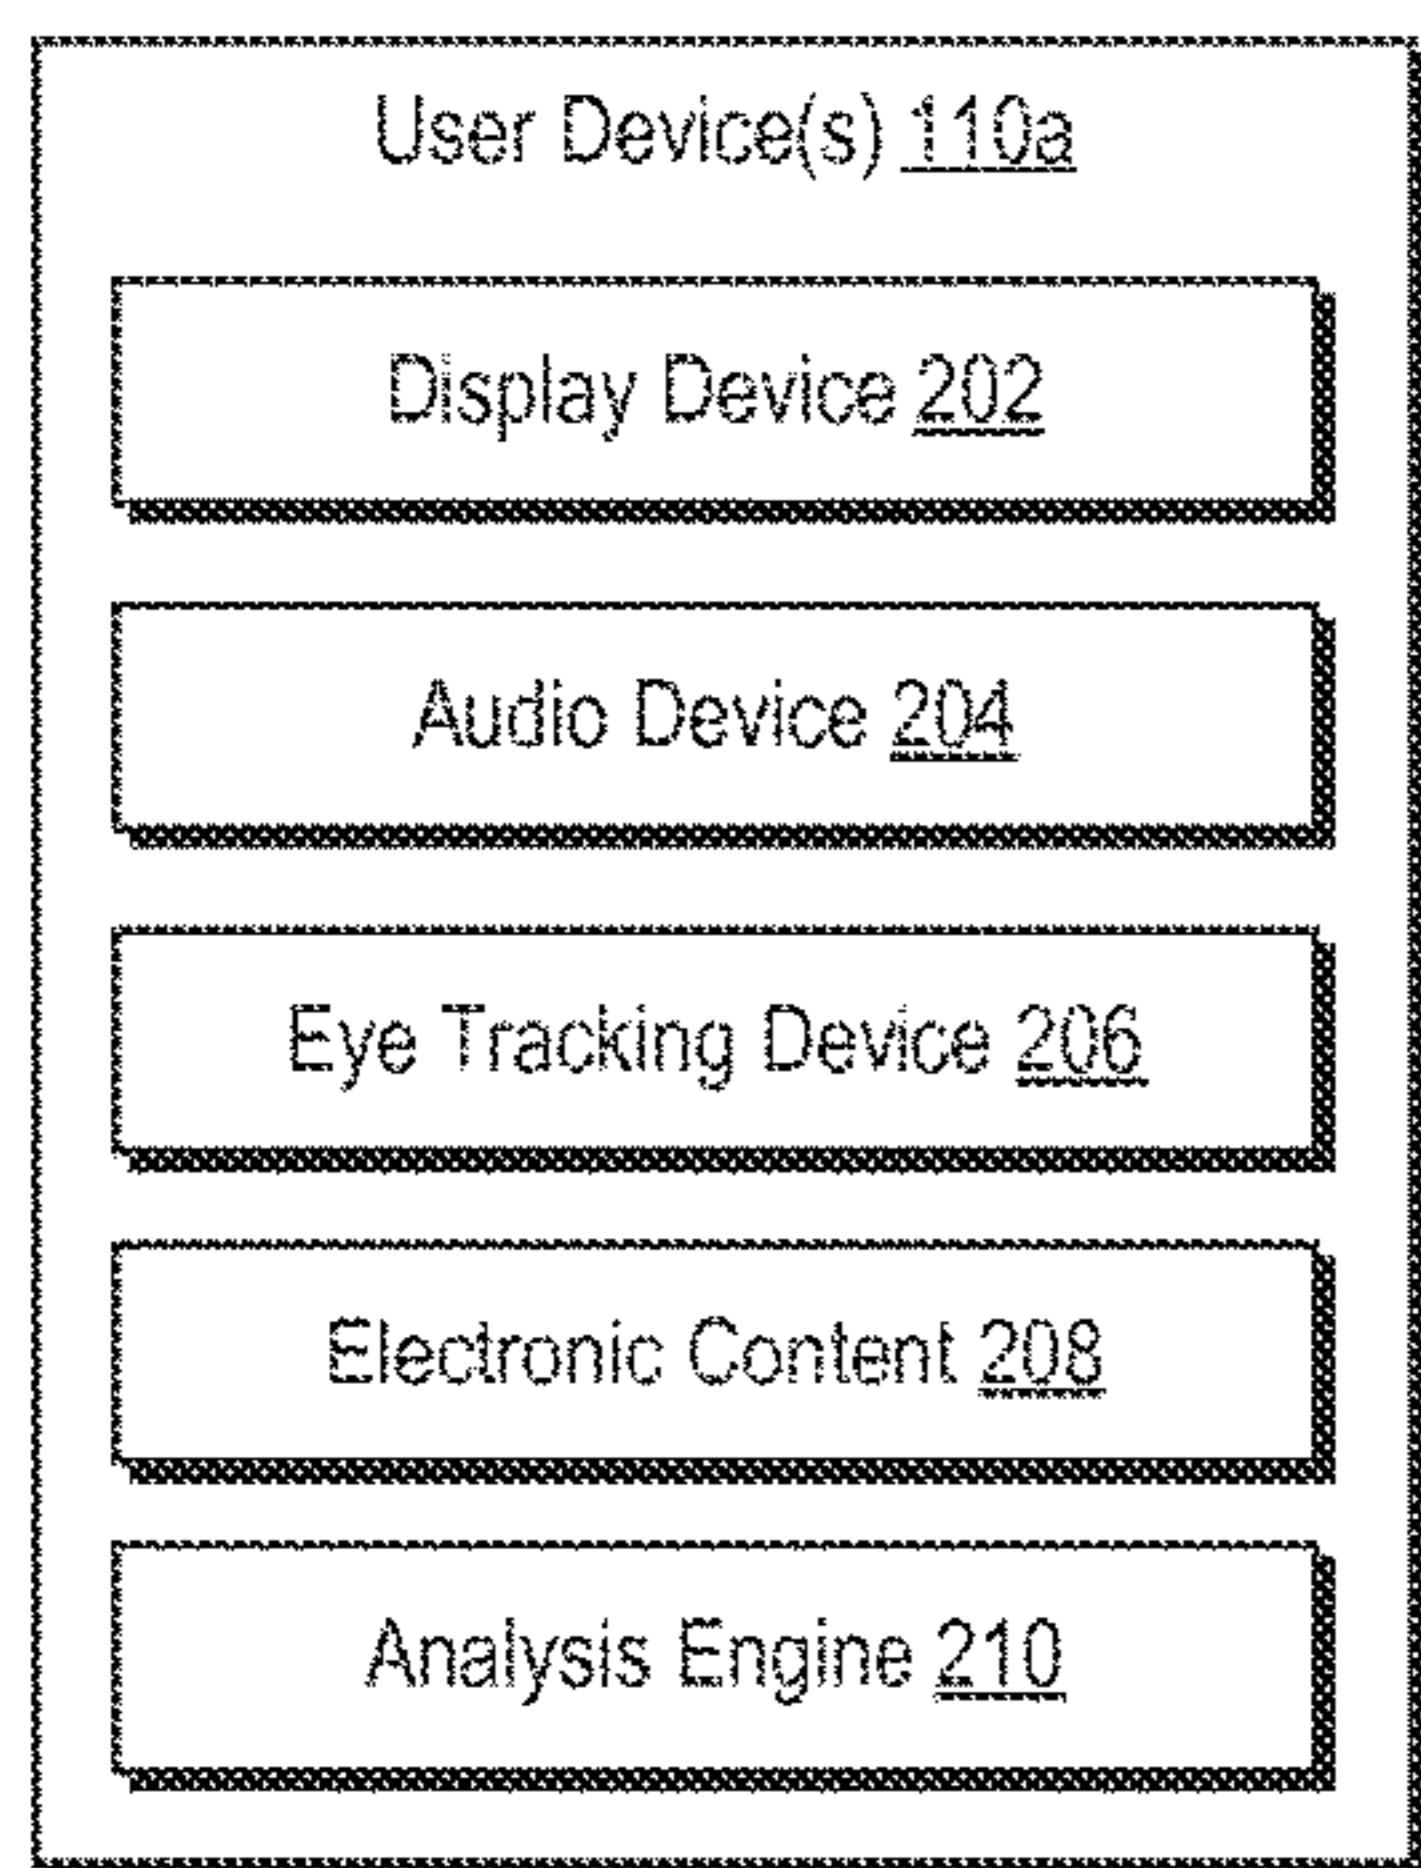 User Device(s) 110a
Display Device 202
Audio Device 204
Eye Tracking Device 206
Electronic Content 208
Analysis Engine 210